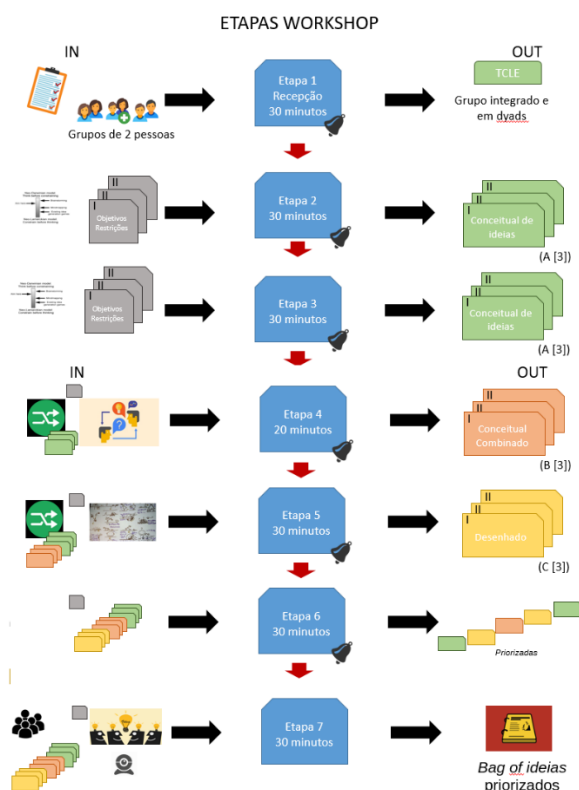 ETAPAS WORKSHOP
IN
OUT
Grupos de 2 pessoas
Etapa 1
Recepção
30 minutos
TCLE
Grupo integrado e
em dyads
I
II
Objetivos
Restrições
Etapa 2
30 minutos
I
II
Conceitual de
ideias
(A [3])
I
II
Objetivos
Restrições
Etapa 3
30 minutos
I
II
Conceitual de
ideias
(A [3])
IN
OUT
Etapa 4
20 minutos
I
II
Conceitual
Combinado
(B [3])
Etapa 5
30 minutos
I
II
Desenhado
(C [3])
Etapa 6
30 minutos
Priorizadas
Etapa 7
30 minutos
Bag of ideias
priorizados